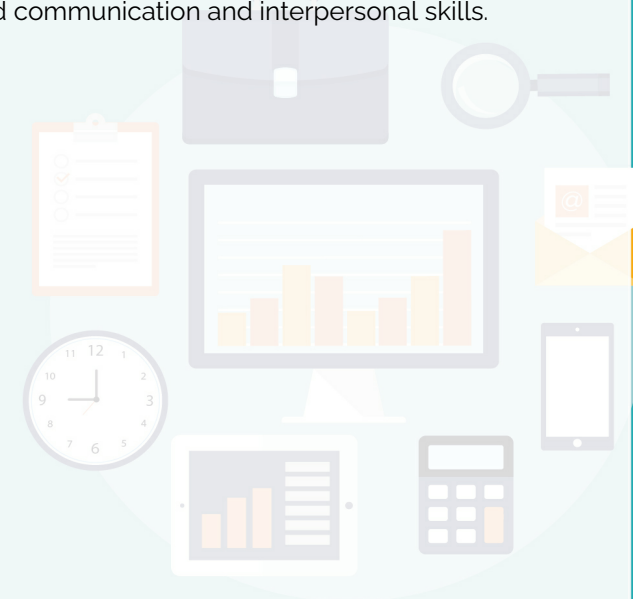 d communication and interpersonal skills.
@
11 12 1
10 2
9 3
8 4
7 6 5